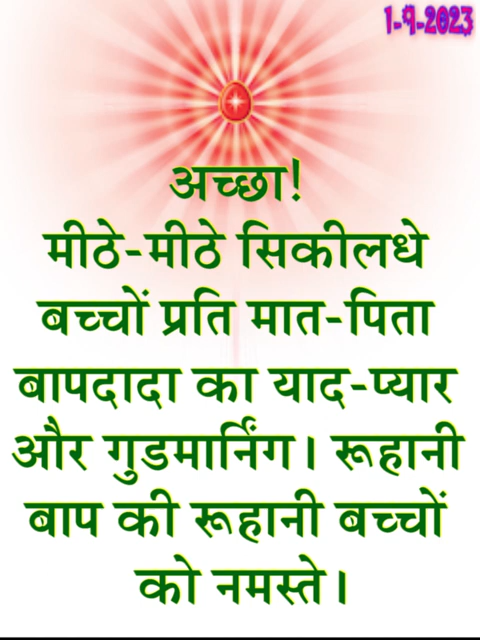 1-9-2023
अच्छा!
मीठे-मीठे सिकीलधे
बच्चों प्रति मात-पिता
बापदादा का याद-प्यार
और गुडमार्निंग। रूहानी
बाप की रूहानी बच्चों
को नमस्ते।